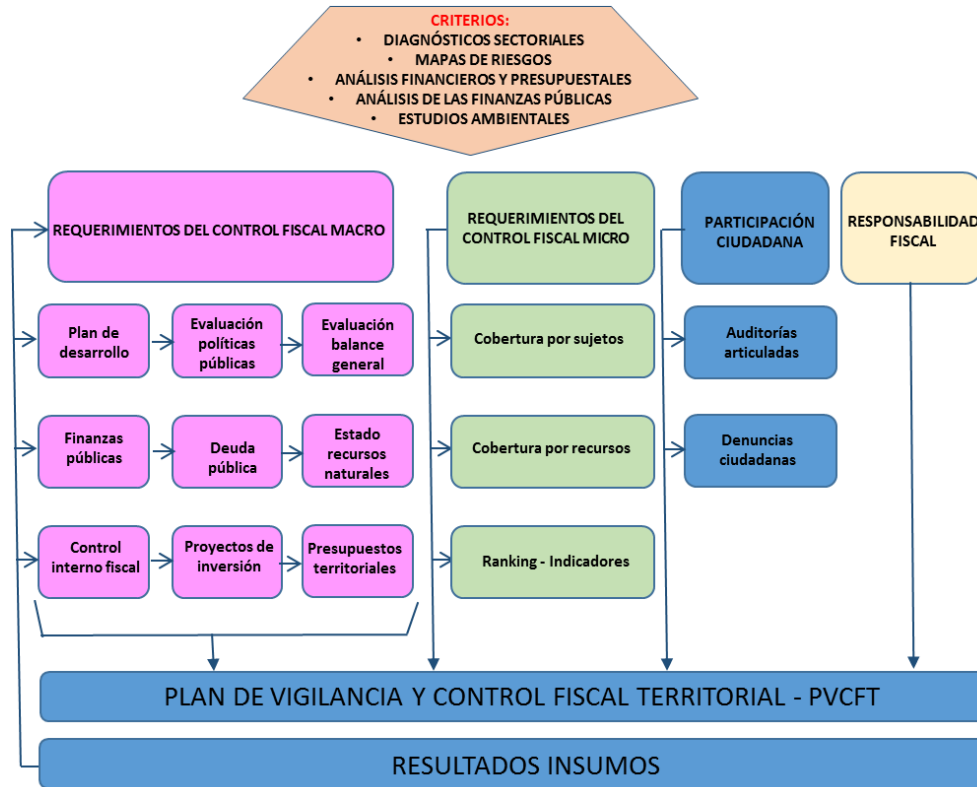 CRITERIOS:
• DIAGNÓSTICOS SECTORIALES
• MAPAS DE RIESGOS
• ANÁLISIS FINANCIEROS Y PRESUPUESTALES
• ANÁLISIS DE LAS FINANZAS PÚBLICAS
• ESTUDIOS AMBIENTALES
REQUERIMIENTOS DEL CONTROL FISCAL MACRO
REQUERIMIENTOS DEL
CONTROL FISCAL MICRO
PARTICIPACIÓN
CIUDADANA
RESPONSABILIDAD
FISCAL
Plan de
desarrollo
Evaluación
políticas
públicas
Evaluación
balance
general
Cobertura por sujetos
Auditorías
articuladas
Finanzas
públicas
Deuda
pública
Estado
recursos
naturales
Cobertura por recursos
Denuncias
ciudadanas
Control
interno fiscal
Proyectos de
inversión
Presupuestos
territoriales
Ranking - Indicadores
PLAN DE VIGILANCIA Y CONTROL FISCAL TERRITORIAL - PVCFT
RESULTADOS INSUMOS